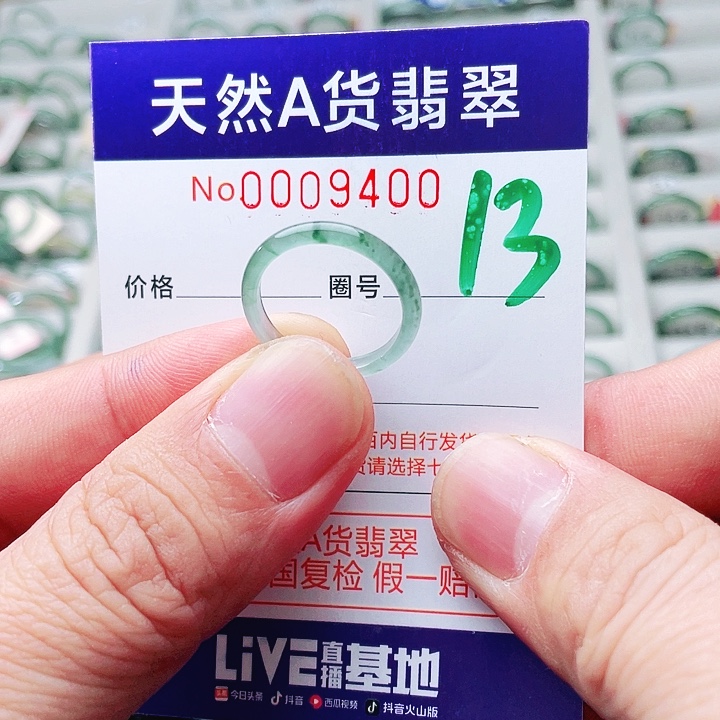 天然A货翡翠
No0009400
13
价格 圈号
内自行发货
请选择七
A货翡翠
国复检 假一赔
LiVE直播基地
今日头条 抖音 西瓜视频 抖音火山版